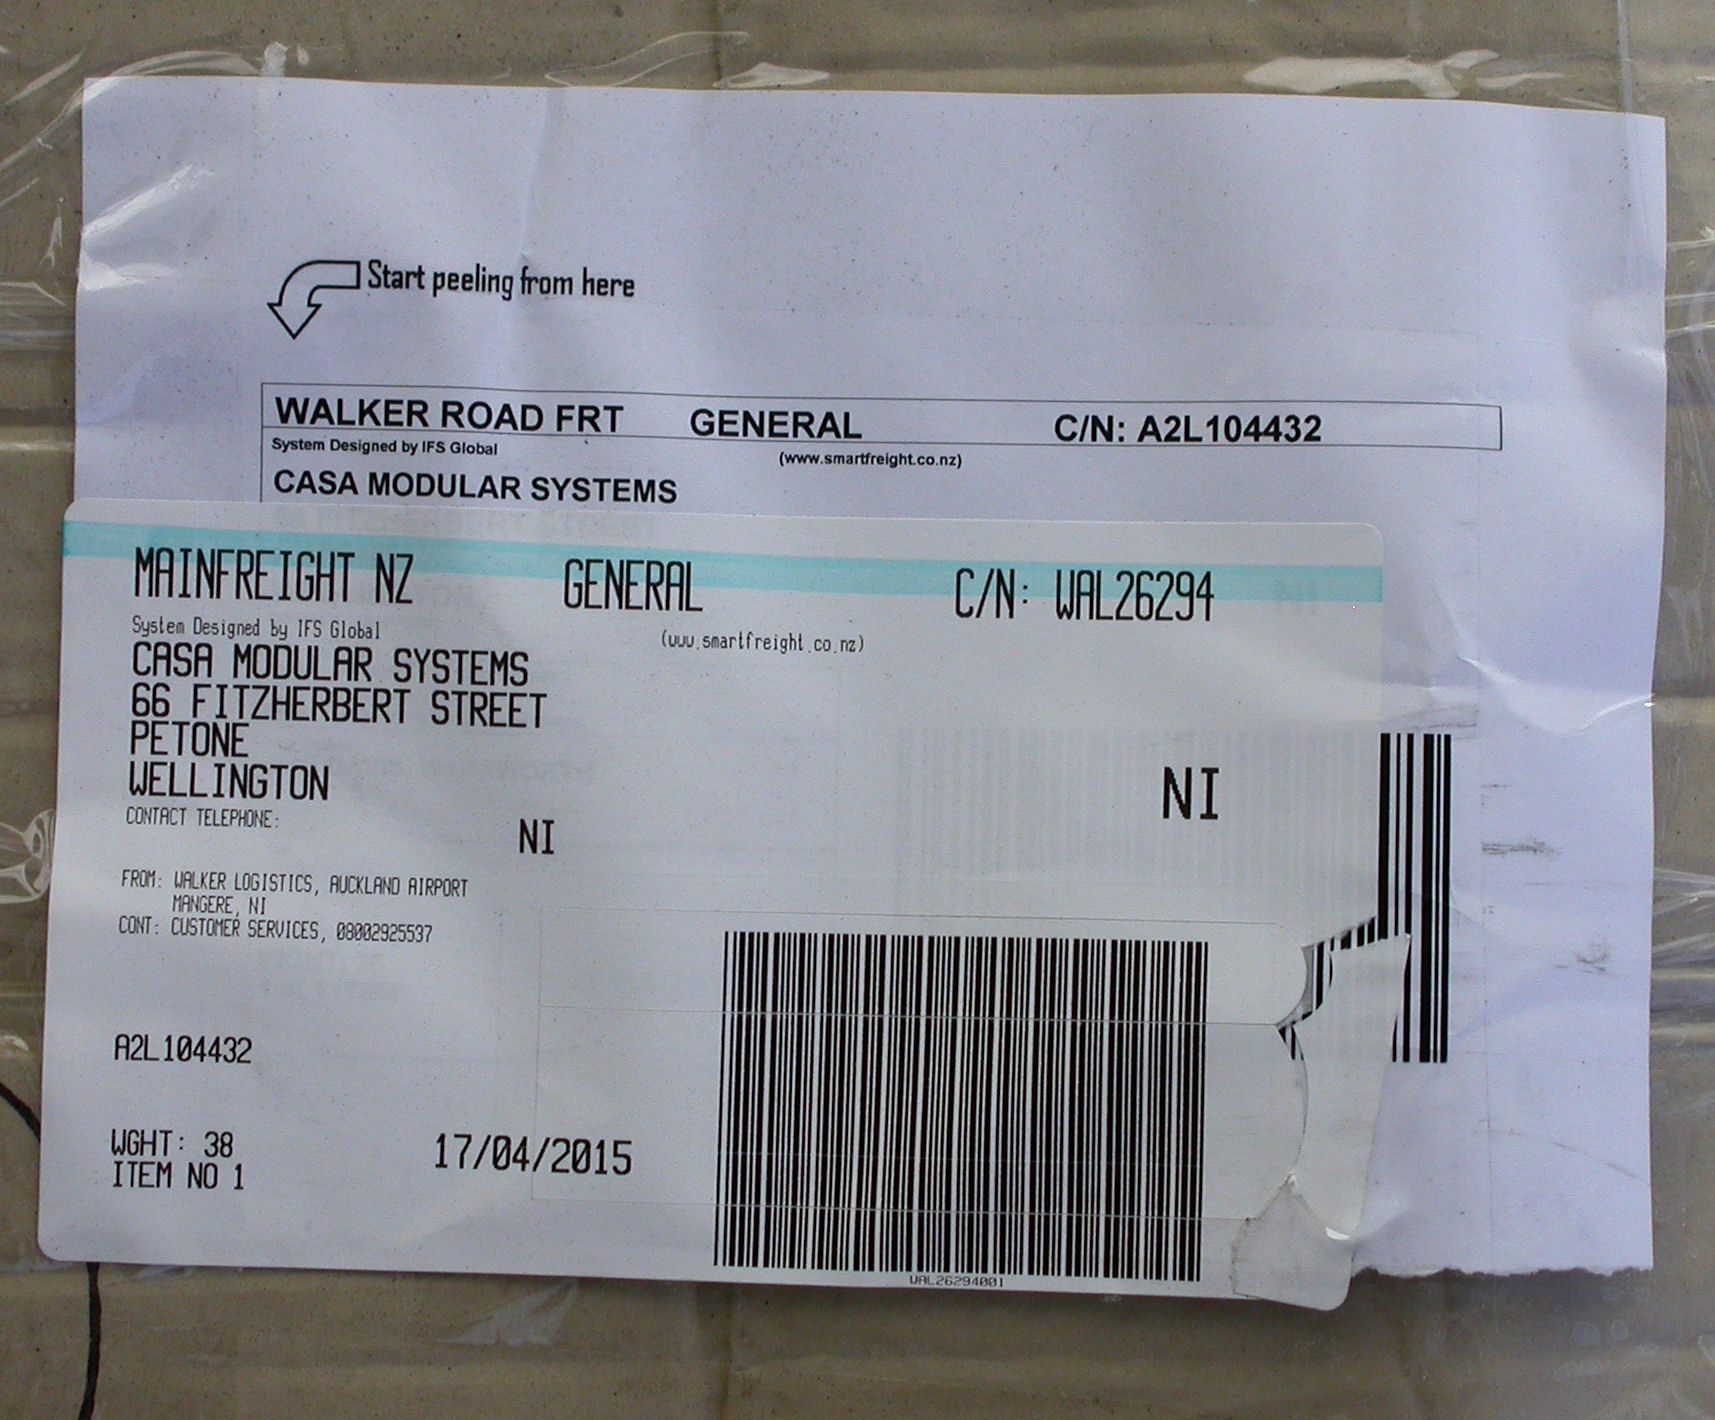 Start peeling from here
WALKER ROAD FRT GENERAL C/N: A2L104432
System Designed by IFS Global (www.smartfreight.co.nz)
CASA MODULAR SYSTEMS
MAINFREIGHT NZ GENERAL C/N: WAL26294
System Designed by IFS Global (www.smartfreight.co.nz)
CASA MODULAR SYSTEMS
66 FITZHERBERT STREET
PETONE
WELLINGTON
NI
CONTACT TELEPHONE:
NI
FROM: WALKER LOGISTICS, AUCKLAND AIRPORT
MANGERE, NI
CONT: CUSTOMER SERVICES, 08002925537
A2L104432
WGHT: 38
17/04/2015
ITEM NO 1
WAL26294001